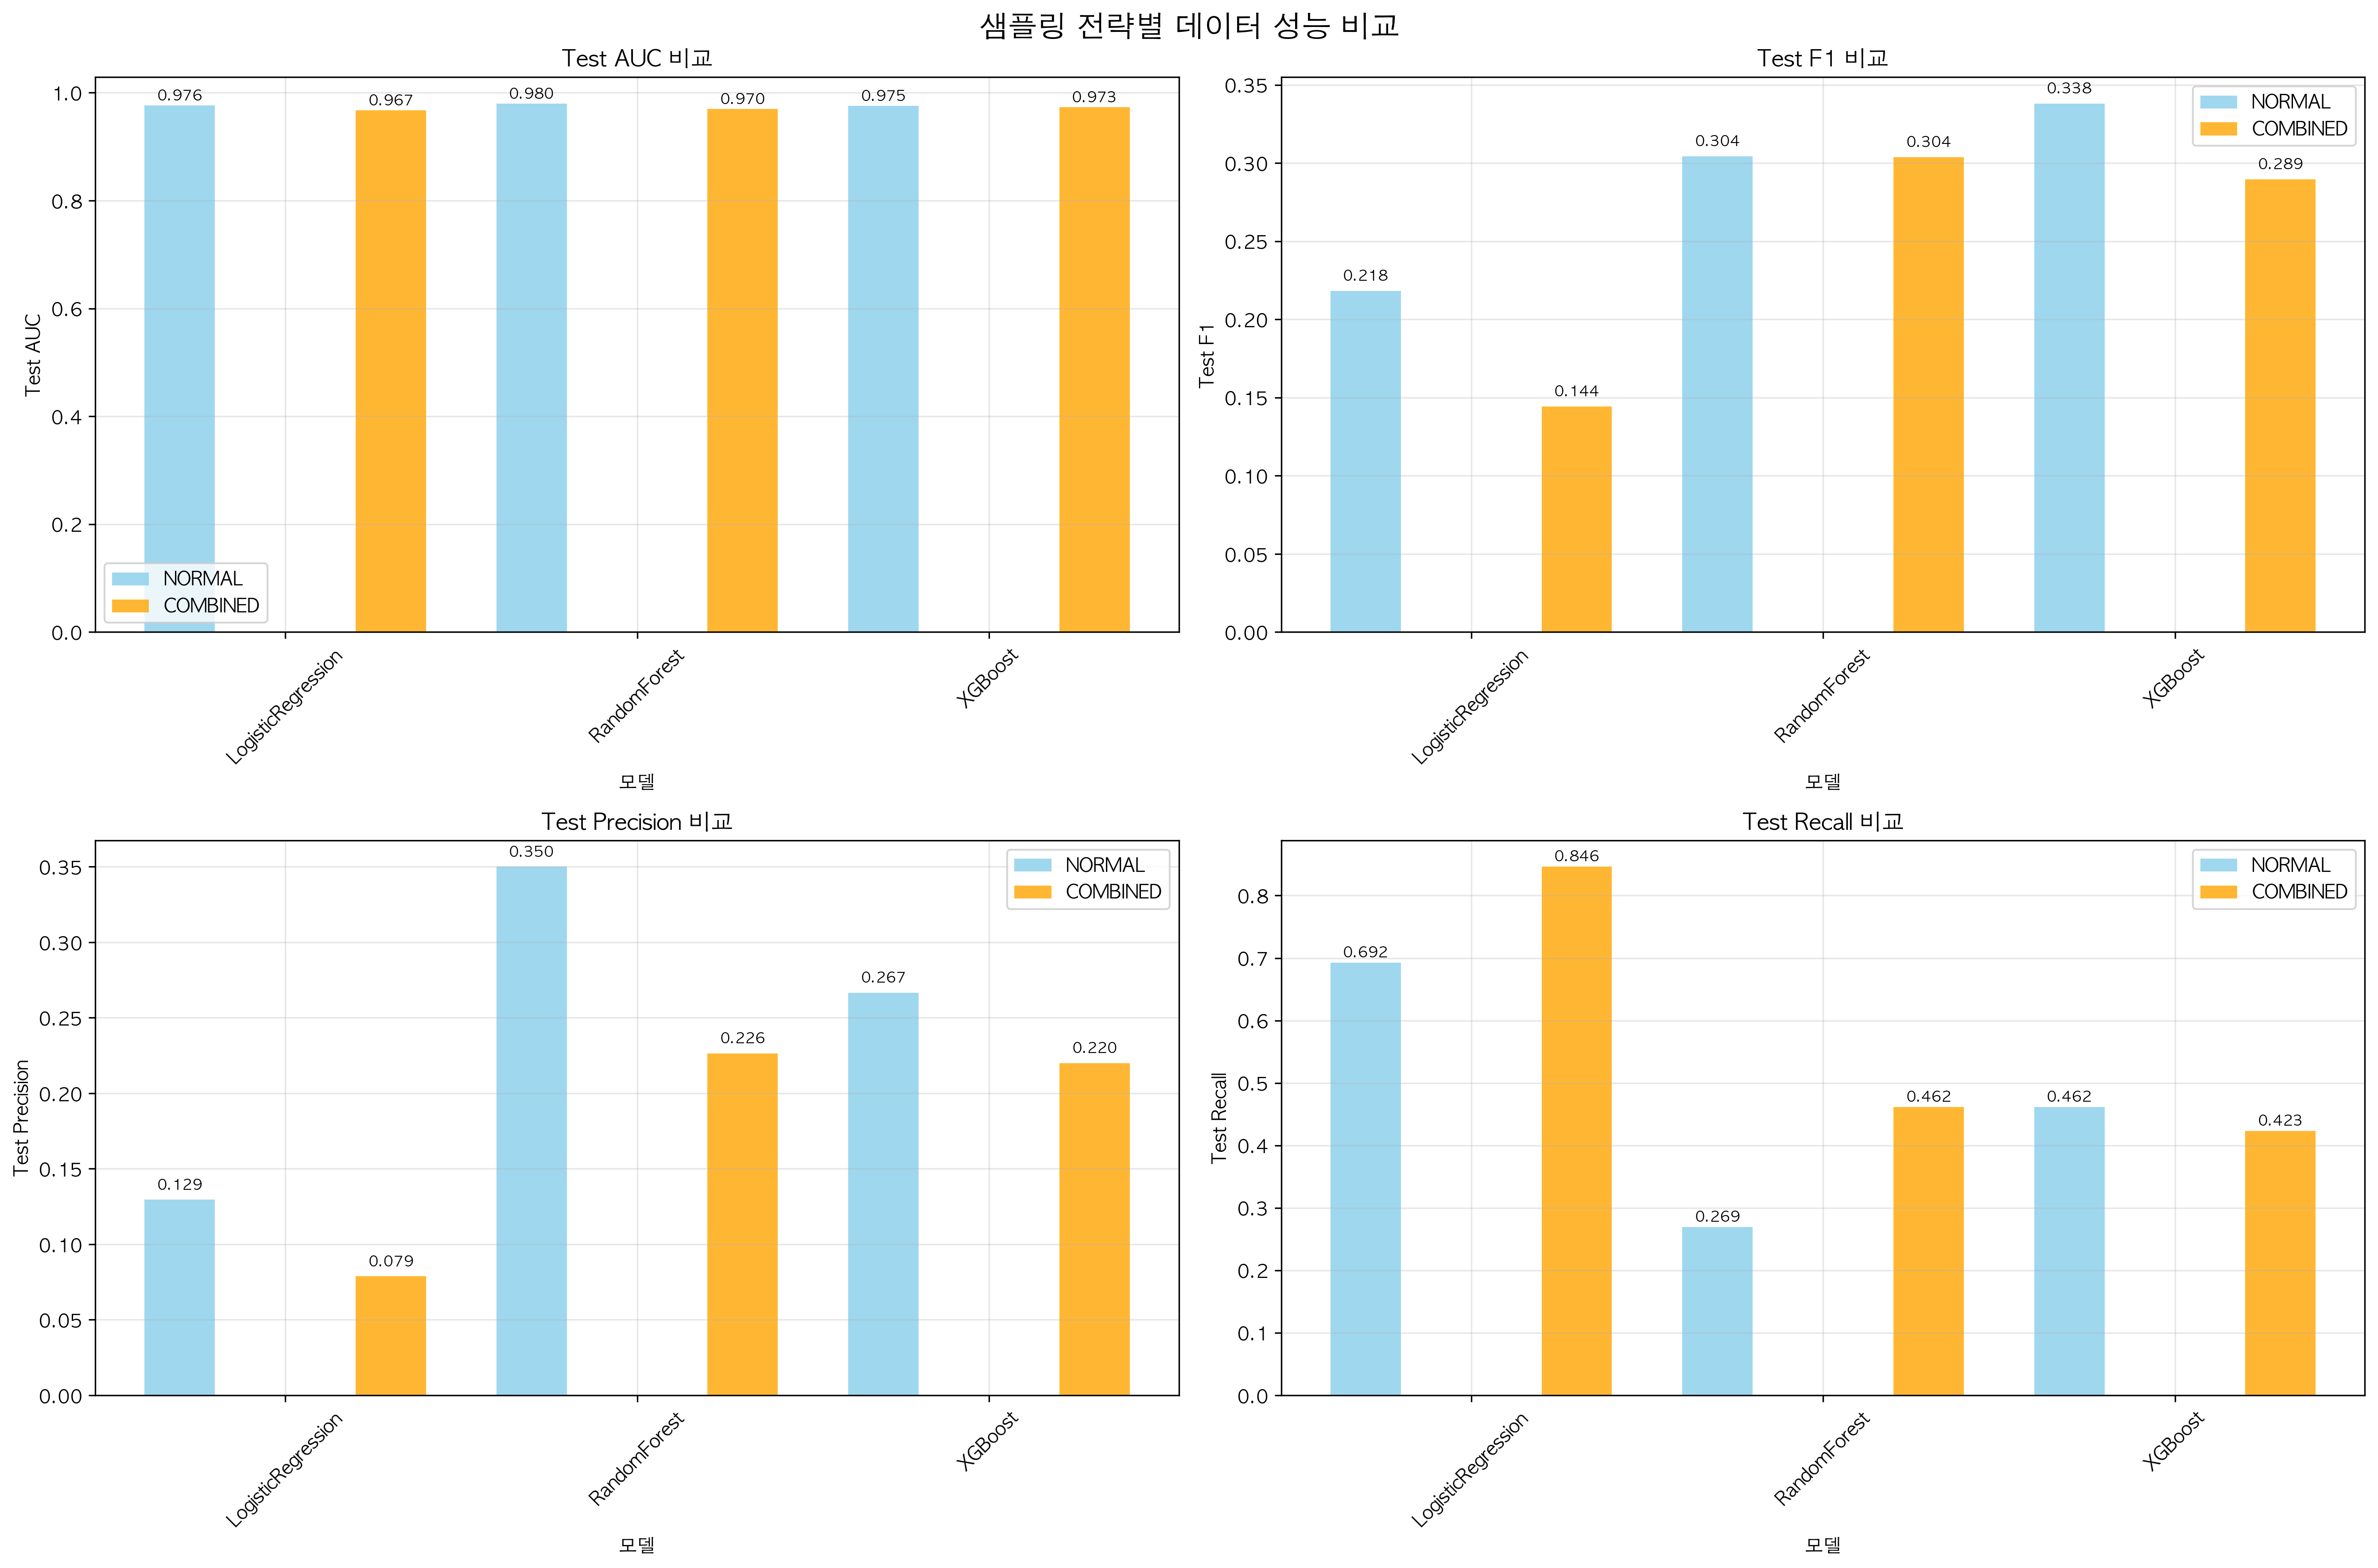 샘플링 전략별 데이터 성능 비교
Test AUC 비교
Test AUC
1.0
0.8
0.6
0.4
0.2
0.0
0.976
0.967
0.980
0.970
0.975
0.973
NORMAL
COMBINED
LogisticRegression
RandomForest
XGBoost
모델
Test F1 비교
Test F1
0.35
0.30
0.25
0.20
0.15
0.10
0.05
0.00
0.218
0.144
0.304
0.304
0.338
0.289
NORMAL
COMBINED
LogisticRegression
RandomForest
XGBoost
모델
Test Precision 비교
Test Precision
0.35
0.30
0.25
0.20
0.15
0.10
0.05
0.00
0.129
0.079
0.350
0.226
0.267
0.220
NORMAL
COMBINED
LogisticRegression
RandomForest
XGBoost
모델
Test Recall 비교
Test Recall
0.8
0.7
0.6
0.5
0.4
0.3
0.2
0.1
0.0
0.692
0.846
0.269
0.462
0.462
0.423
NORMAL
COMBINED
LogisticRegression
RandomForest
XGBoost
모델